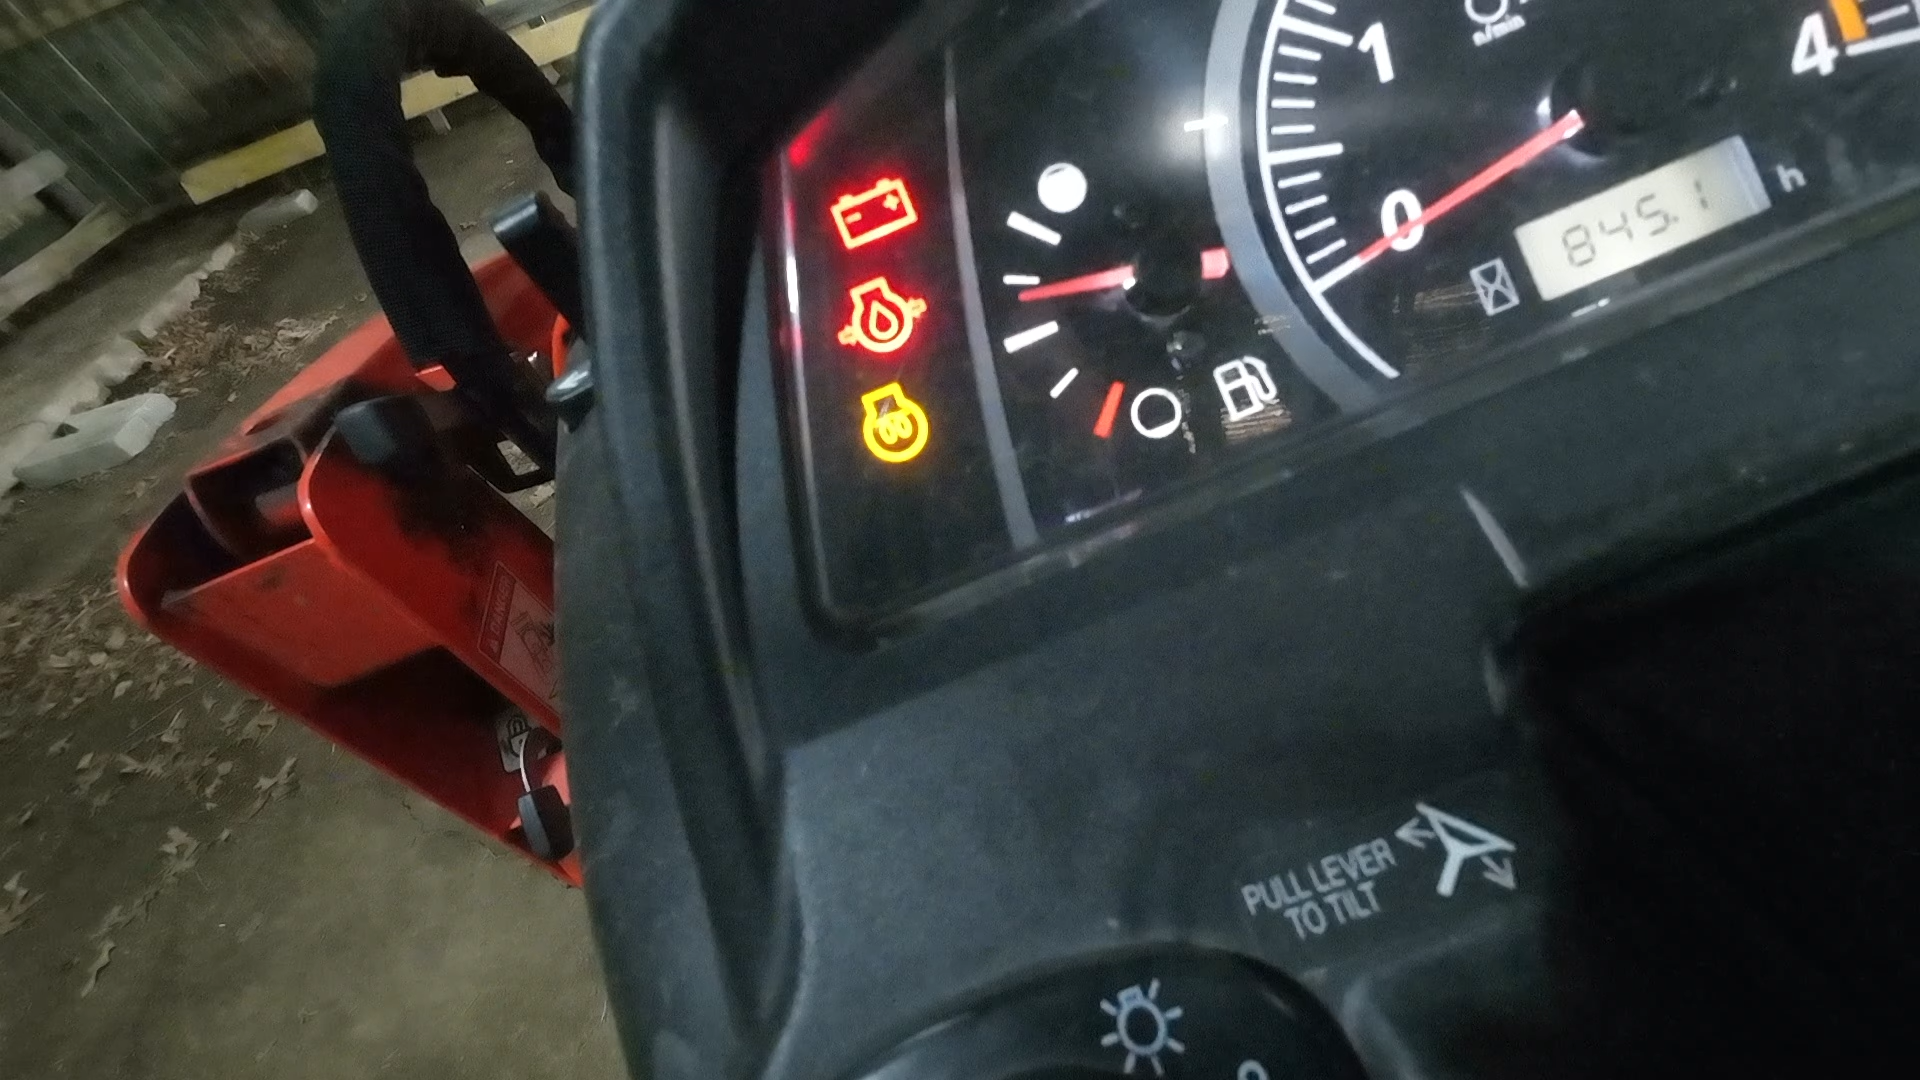 1
n/min
4
0
845.1 h
DANGER
PULL LEVER
TO TILT